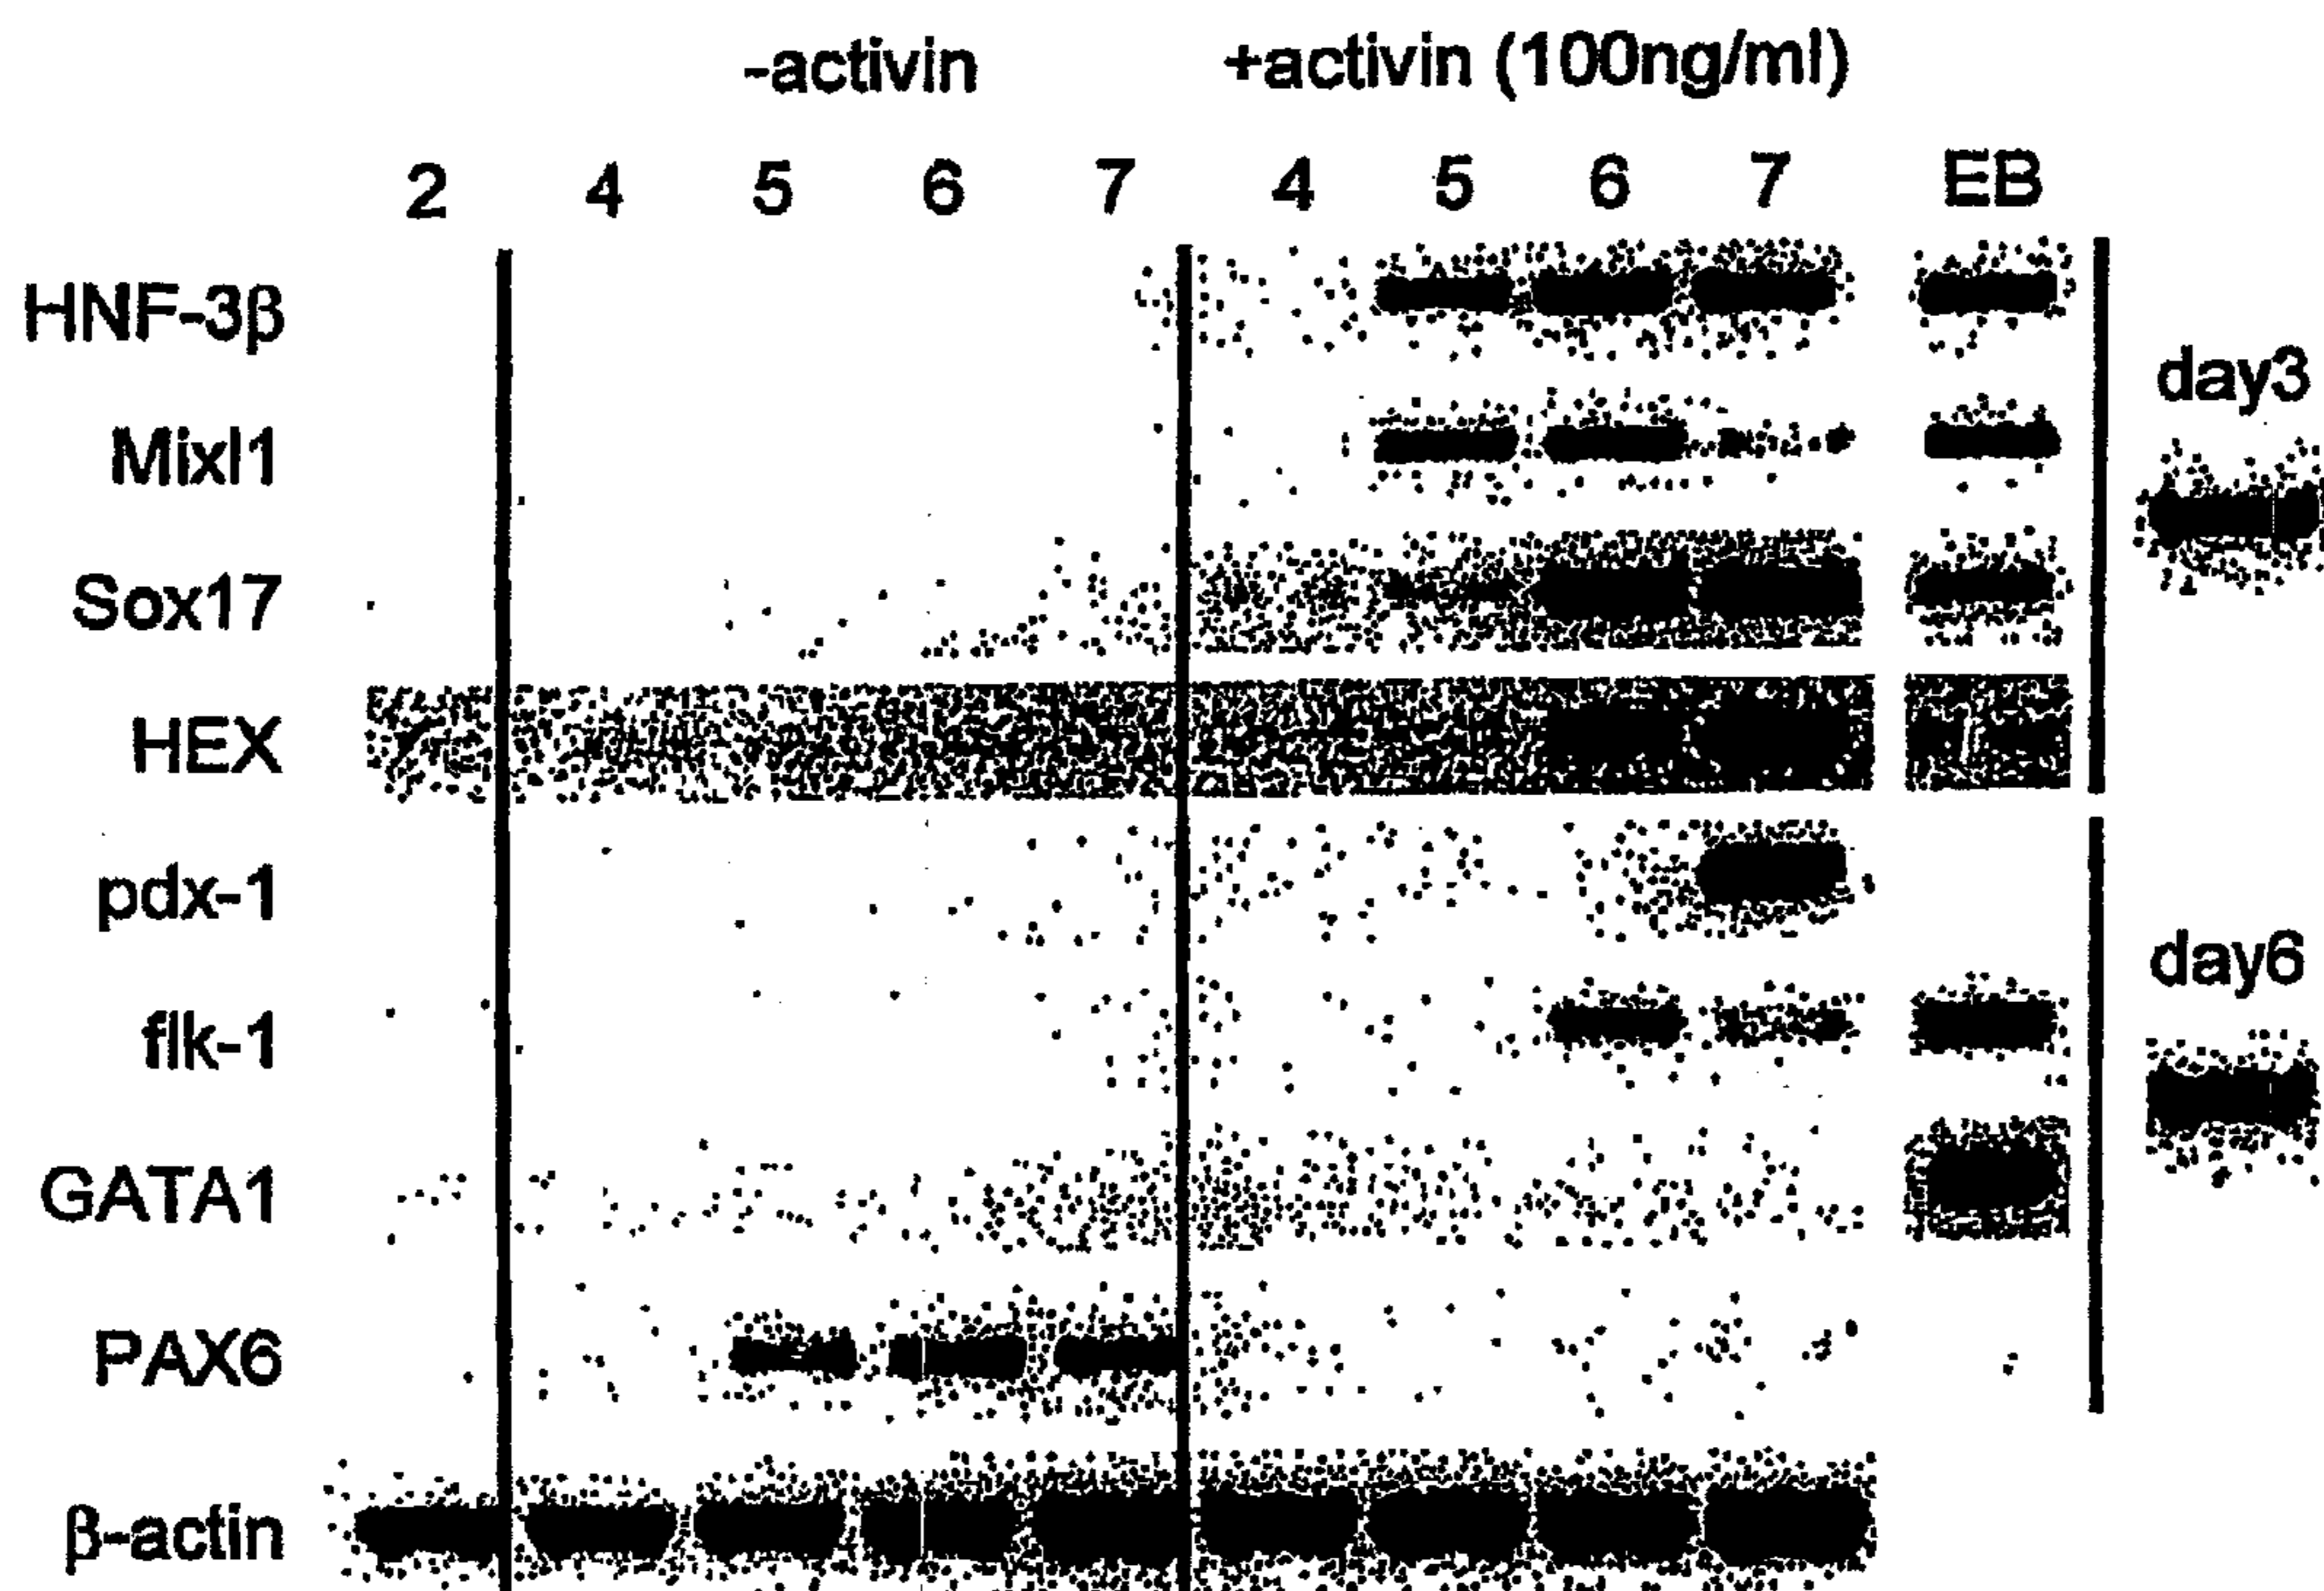 -activin +activin (100ng/ml)
2 4 5 6 7 4 5 6 7 EB
HNF-3β
day3
Mixl1
Sox17
HEX
pdx-1
day6
flk-1
GATA1
PAX6
β-actin